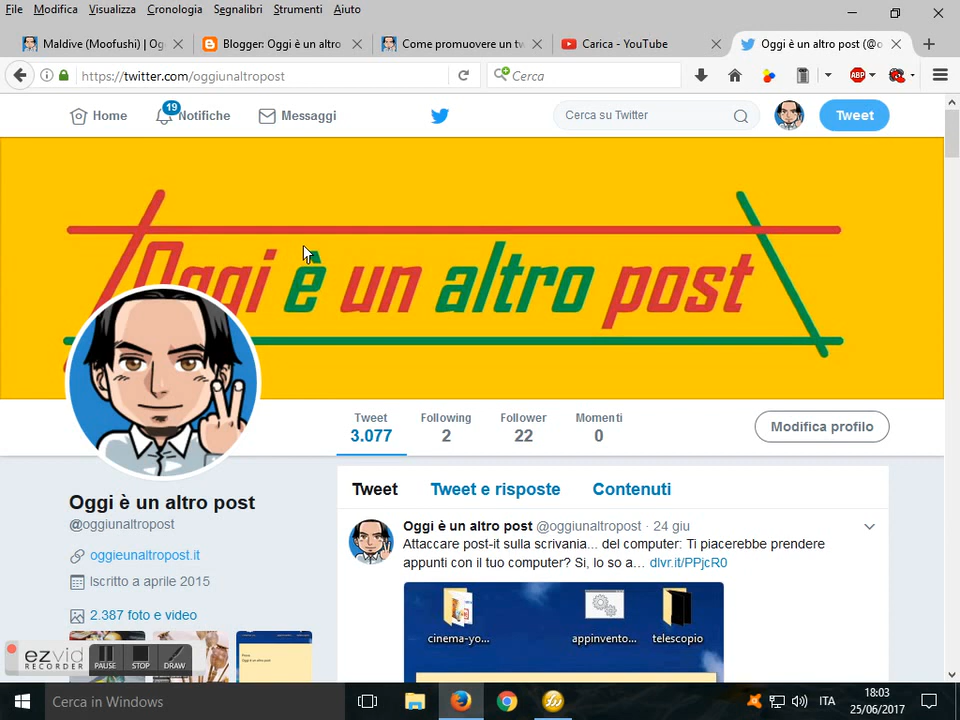 File Modifica Visualizza Cronologia Segnalibri Strumenti Aiuto
Maldive (Moofushi) | Og
Blogger: Oggi è un altro
Come promuovere un tw
Carica - YouTube
Oggi è un altro post (@o
https://twitter.com/oggiunaltropost
Cerca
ABP
Home
19
Notifiche
Messaggi
Cerca su Twitter
Tweet
Oggi è un altro post
Tweet Following Follower Momenti
3.077 2 22 0
Modifica profilo
Tweet Tweet e risposte Contenuti
Oggi è un altro post
@oggiunaltropost
oggieunaltropost.it
Iscritto a aprile 2015
2.387 foto e video
Oggi è un altro post @oggiunaltropost · 24 giu
Attaccare post-it sulla scrivania... del computer: Ti piacerebbe prendere
appunti con il tuo computer? Si, lo so a... dlvr.it/PPjcR0
cinema-yo... appinvento... telescopio
ezvid
RECORDER
PAUSE STOP DRAW
Cerca in Windows
ITA
18:03
25/06/2017